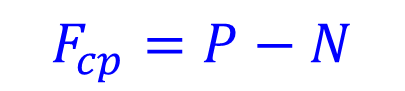 F_cp = P − N